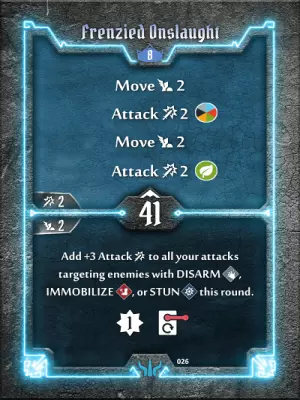 Frenzied Onslaught
8
Move 2
Attack 2
Move 2
Attack 2
2
41
2
Add +3 Attack to all your attacks
targeting enemies with DISARM,
IMMOBILIZE, or STUN this round.
1
026